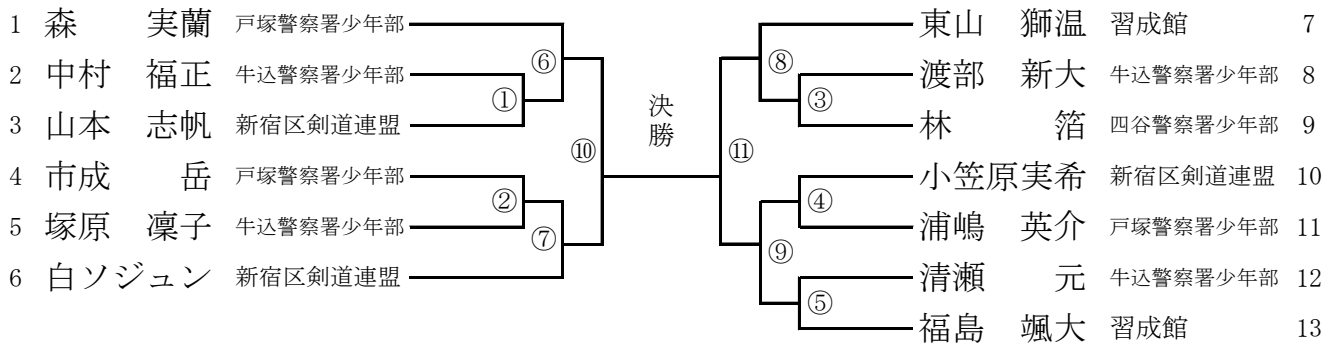 1 森 実蘭 戸塚警察署少年部
⑥
2 中村 福正 牛込警察署少年部
①
3 山本 志帆 新宿区剣道連盟
⑩
4 市成 岳 戸塚警察署少年部
②
5 塚原 凜子 牛込警察署少年部
⑦
6 白ソジュン 新宿区剣道連盟
決勝
東山 獅温 習成館 7
⑧
渡部 新大 牛込警察署少年部 8
③
林 箔 四谷警察署少年部 9
⑪
小笠原実希 新宿区剣道連盟 10
④
浦嶋 英介 戸塚警察署少年部 11
⑨
清瀬 元 牛込警察署少年部 12
⑤
福島 颯大 習成館 13